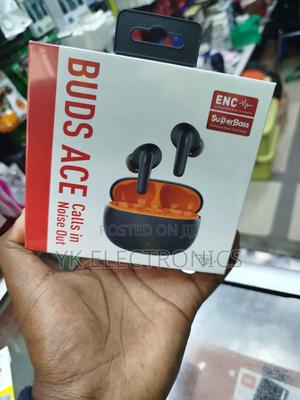 ENC
SuperBass
BUDS ACE
Calls in
Noise Out
POSTED ON JIJI
YK ELECTRONICS